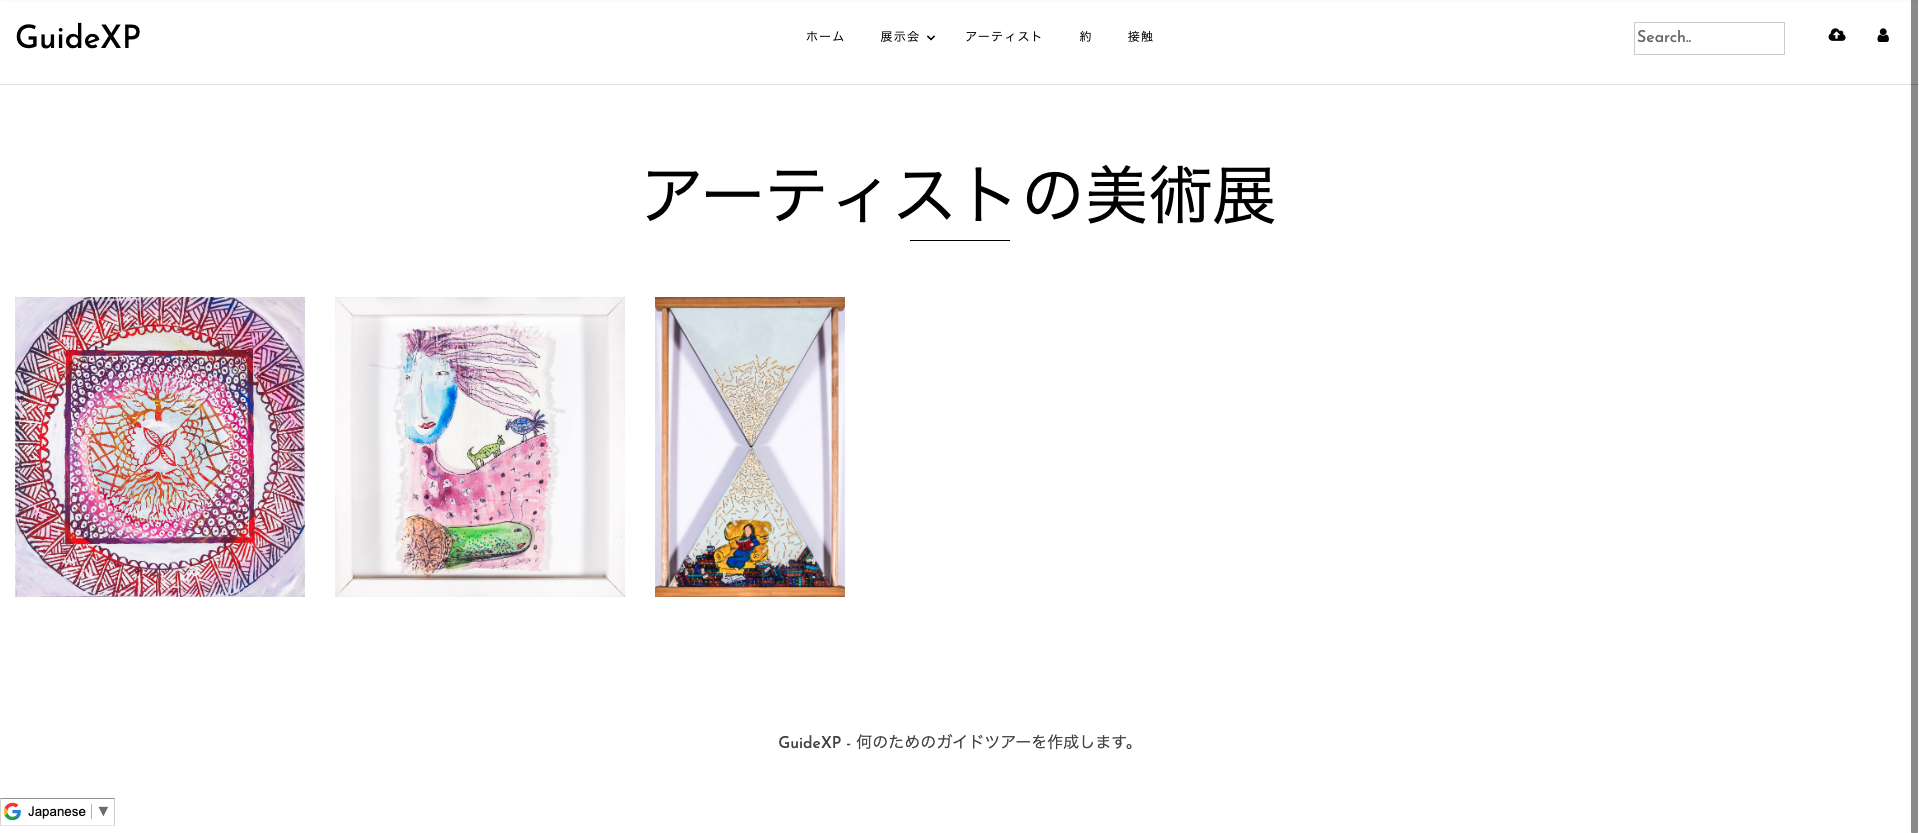 GuideXP
ホーム 展示会 アーティスト 約 接触
Search..
アーティストの美術展
GuideXP - 何のためのガイドツアーを作成します。
Japanese ▼